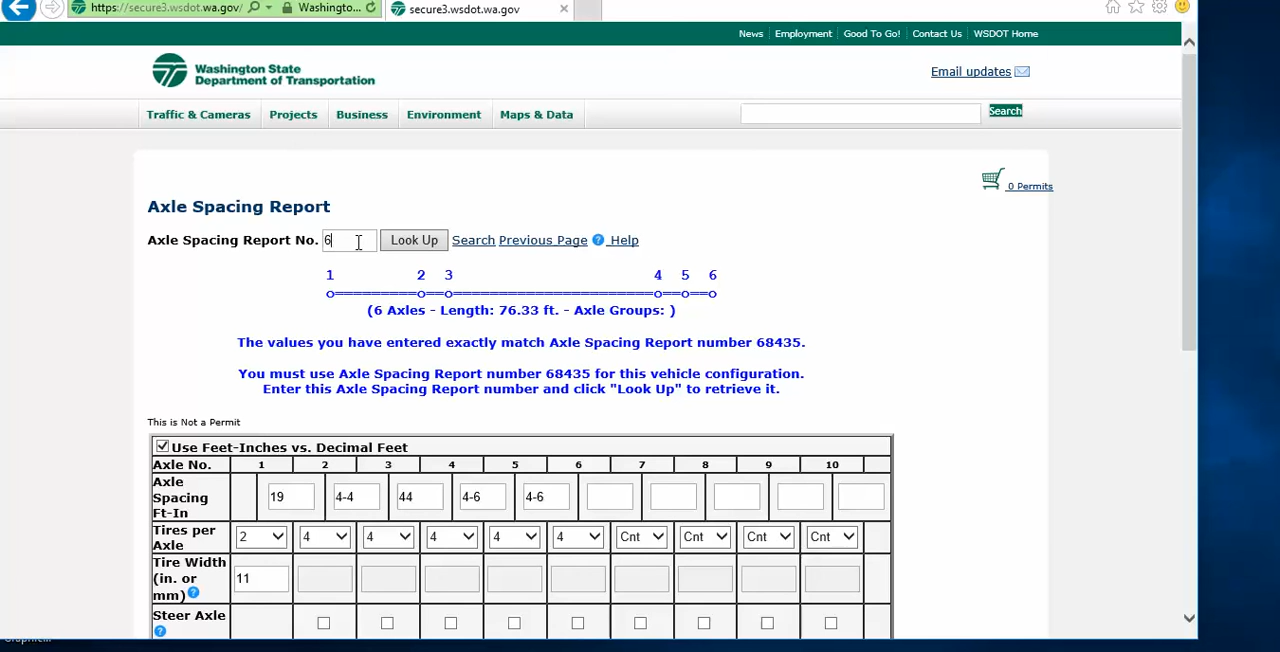 https://secure3.wsdot.wa.gov/
Washingto...
secure3.wsdot.wa.gov
News Employment Good To Go! Contact Us WSDOT Home
Washington State
Department of Transportation
Email updates
Traffic & Cameras Projects Business Environment Maps & Data
Search
0 Permits
Axle Spacing Report
Axle Spacing Report No. 6 Look Up Search Previous Page ? Help
1 2 3 4 5 6
o=========o==o=====================o==o==o
(6 Axles - Length: 76.33 ft. - Axle Groups: )
The values you have entered exactly match Axle Spacing Report number 68435.
You must use Axle Spacing Report number 68435 for this vehicle configuration.
Enter this Axle Spacing Report number and click "Look Up" to retrieve it.
This is Not a Permit
Use Feet-Inches vs. Decimal Feet
Axle No. 1 2 3 4 5 6 7 8 9 10
Axle
Spacing 19 4-4 44 4-6 4-6
Ft-In
Tires per
Axle 2 4 4 4 4 4 Cnt Cnt Cnt Cnt
Tire Width
(in. or 11
mm) ?
Steer Axle
?